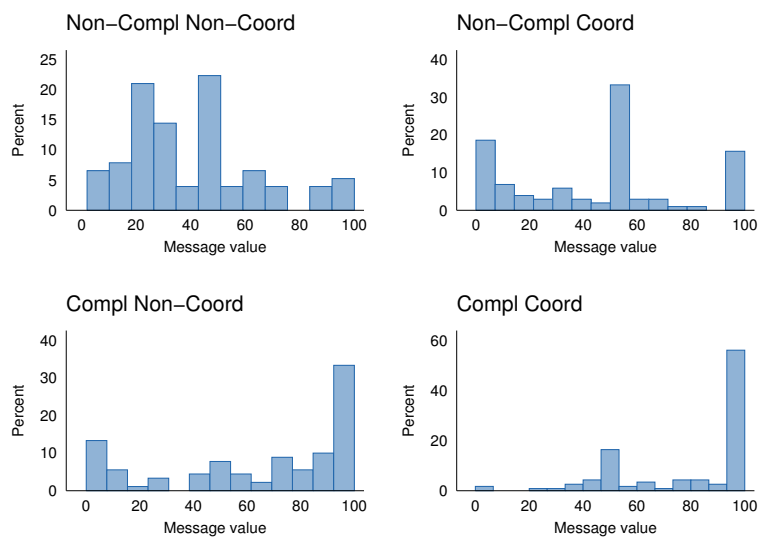 Non−Compl Non−Coord
25
20
15
10
5
0
Percent
0 20 40 60 80 100
Message value
Non−Compl Coord
40
30
20
10
0
Percent
0 20 40 60 80 100
Message value
Compl Non−Coord
40
30
20
10
0
Percent
0 20 40 60 80 100
Message value
Compl Coord
60
40
20
0
Percent
0 20 40 60 80 100
Message value